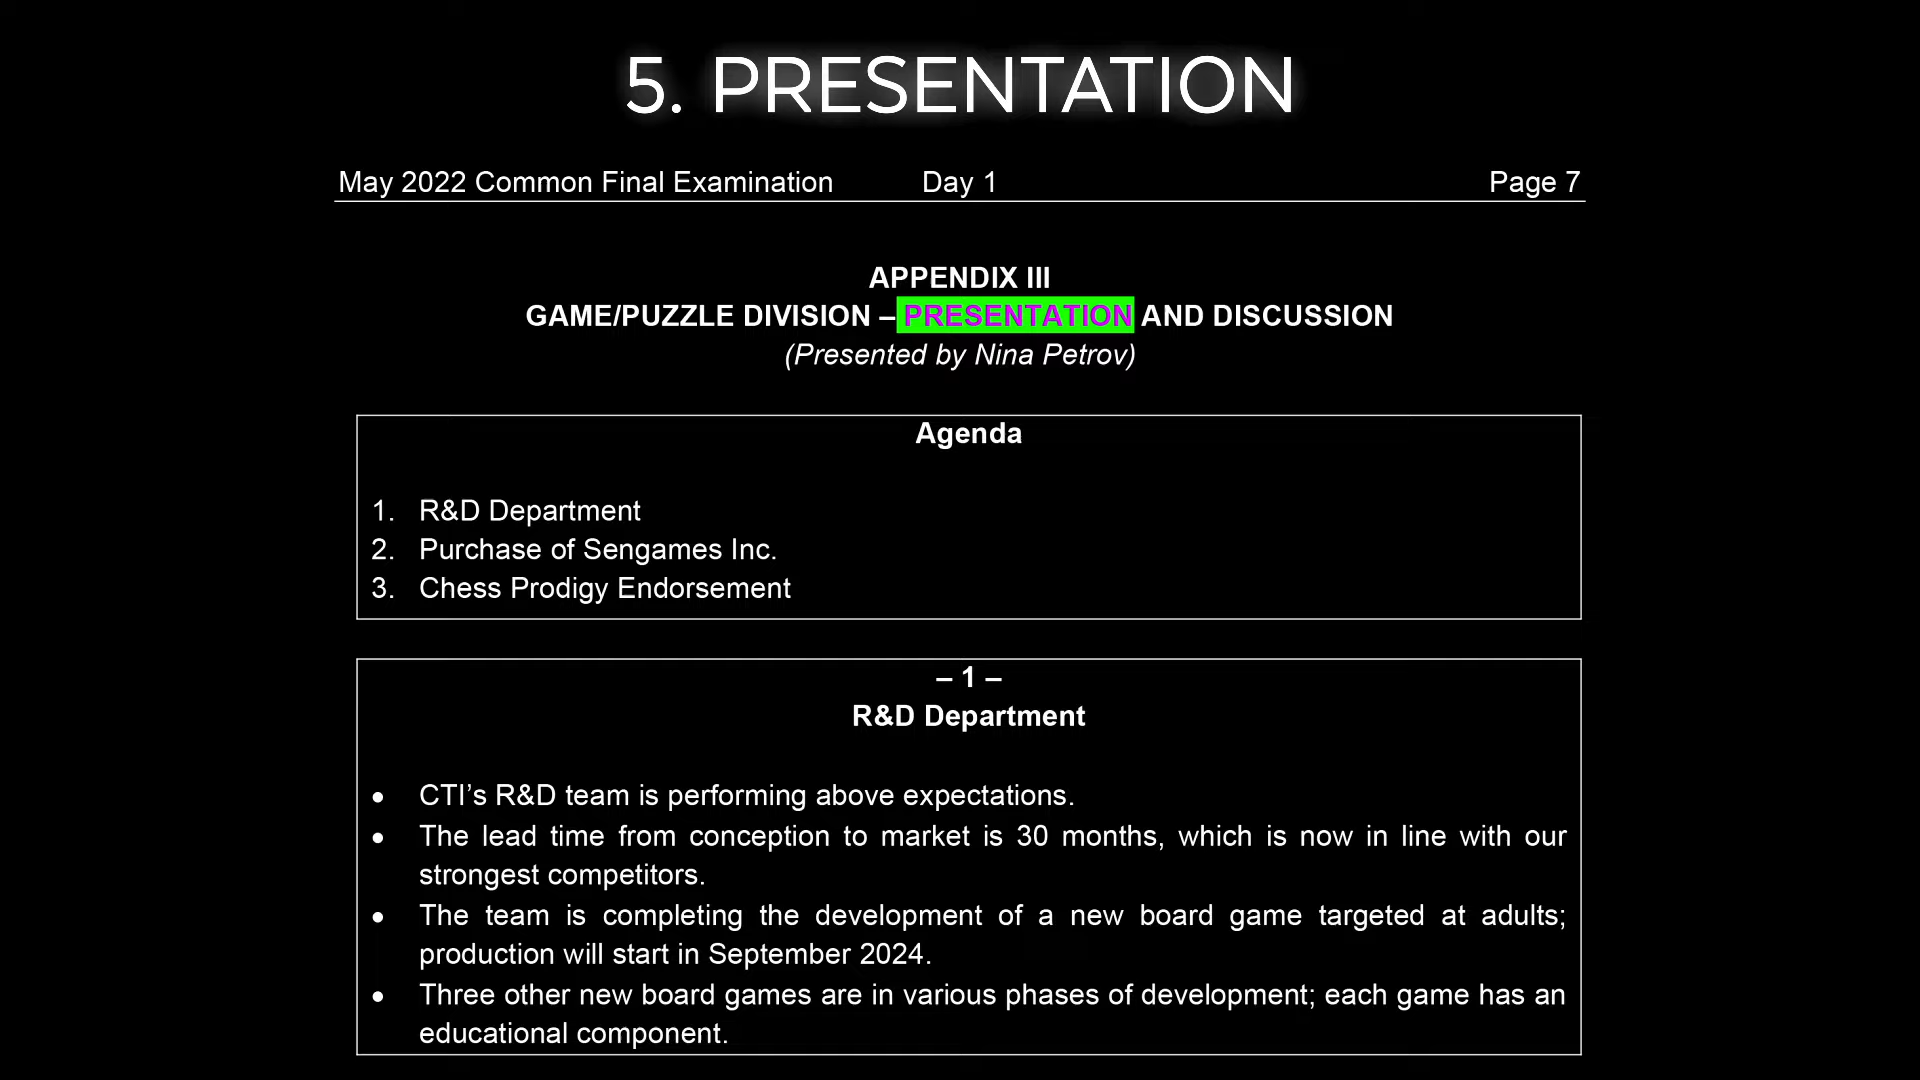 5. PRESENTATION
May 2022 Common Final Examination Day 1 Page 7
APPENDIX III
GAME/PUZZLE DIVISION – PRESENTATION AND DISCUSSION
(Presented by Nina Petrov)
Agenda
1. R&D Department
2. Purchase of Sengames Inc.
3. Chess Prodigy Endorsement
– 1 –
R&D Department
• CTI’s R&D team is performing above expectations.
• The lead time from conception to market is 30 months, which is now in line with our
strongest competitors.
• The team is completing the development of a new board game targeted at adults;
production will start in September 2024.
• Three other new board games are in various phases of development; each game has an
educational component.